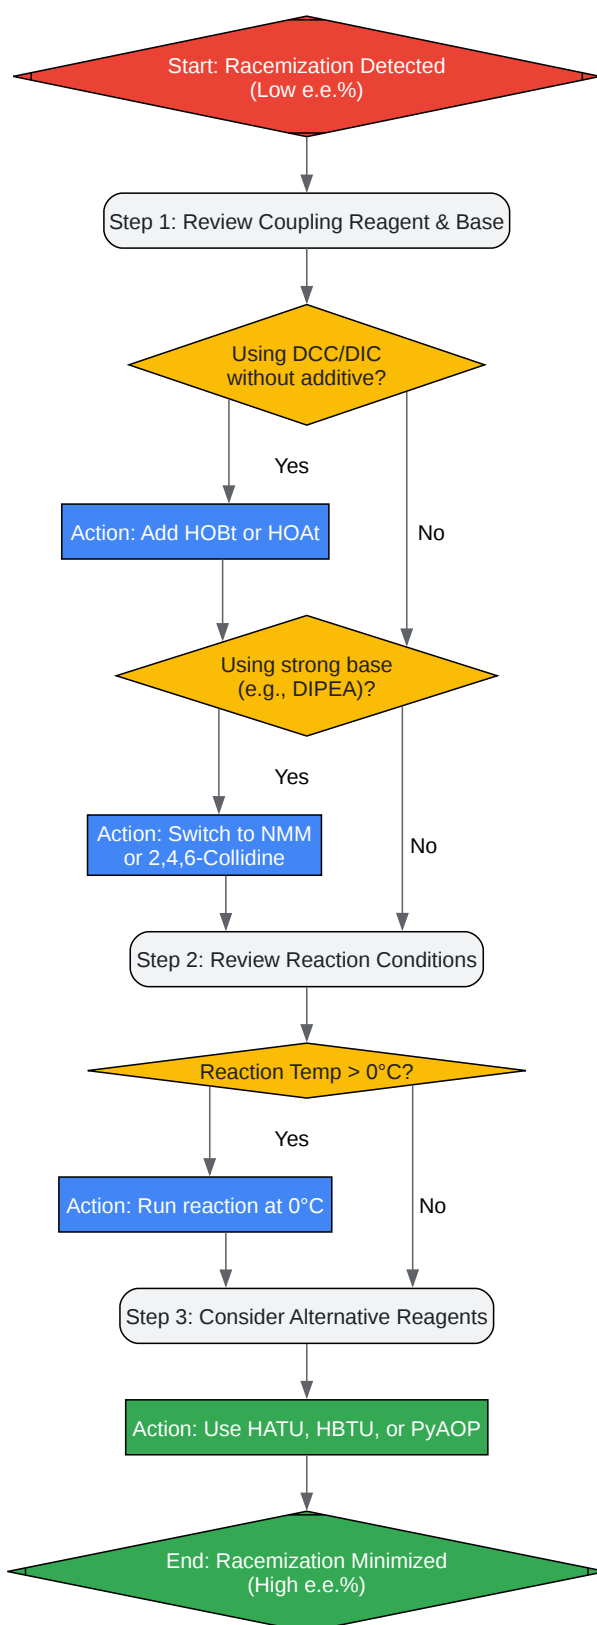 Start: Racemization Detected
(Low e.e.%)
Step 1: Review Coupling Reagent & Base
Using DCC/DIC
without additive?
Yes
Action: Add HOBt or HOAt
No
Using strong base
(e.g., DIPEA)?
Yes
Action: Switch to NMM
or 2,4,6-Collidine
No
Step 2: Review Reaction Conditions
Reaction Temp > 0°C?
Yes
Action: Run reaction at 0°C
No
Step 3: Consider Alternative Reagents
Action: Use HATU, HBTU, or PyAOP
End: Racemization Minimized
(High e.e.%)